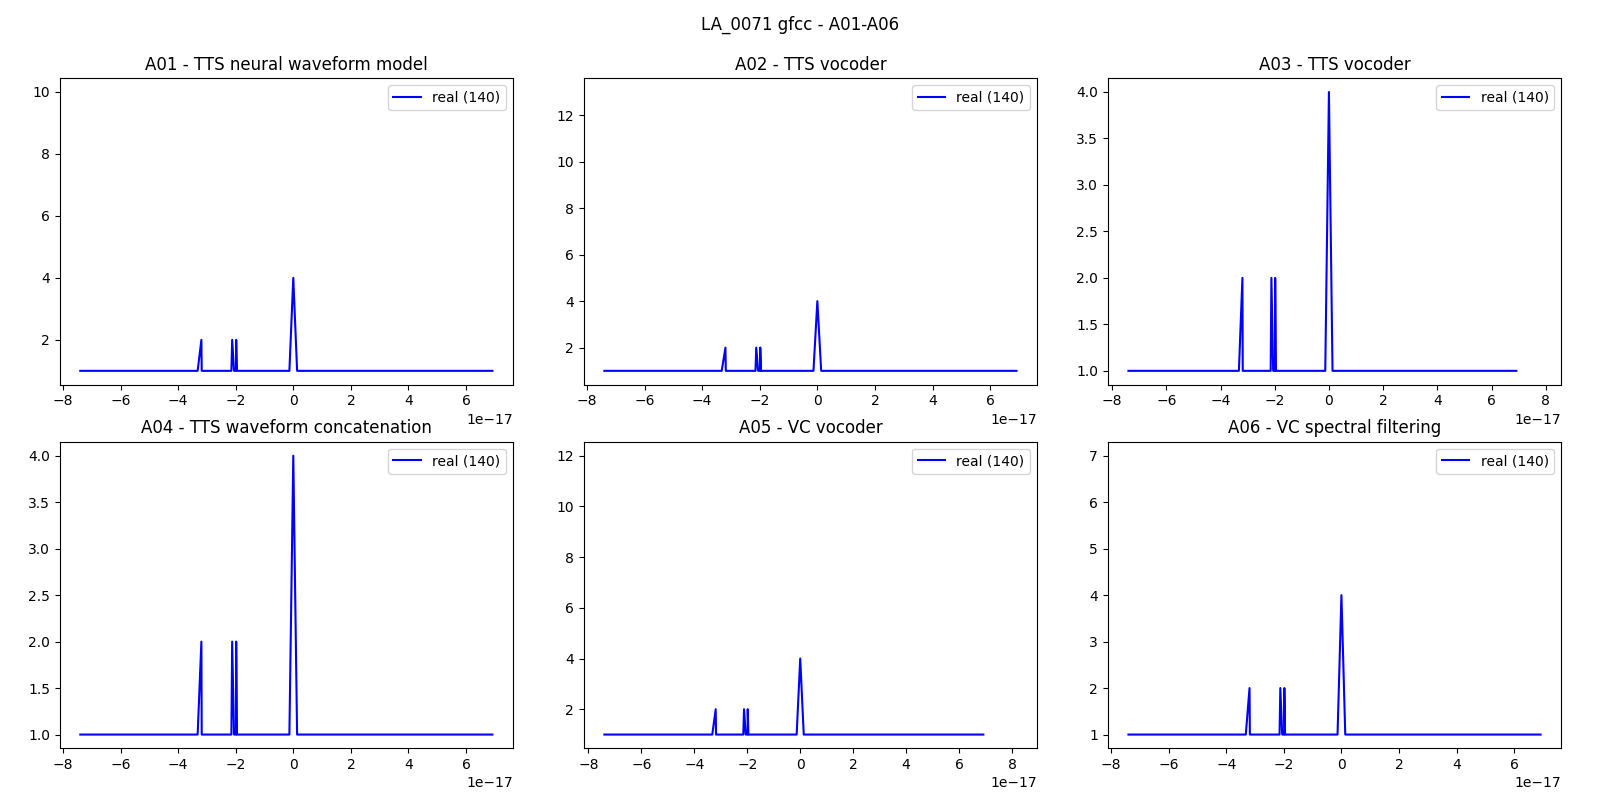 LA_0071 gfcc - A01-A06
A01 - TTS neural waveform model
real (140)
10
8
6
4
2
−8 −6 −4 −2 0 2 4 6
1e−17
A02 - TTS vocoder
real (140)
12
10
8
6
4
2
−8 −6 −4 −2 0 2 4 6
1e−17
A03 - TTS vocoder
real (140)
4.0
3.5
3.0
2.5
2.0
1.5
1.0
−8 −6 −4 −2 0 2 4 6 8
1e−17
A04 - TTS waveform concatenation
real (140)
4.0
3.5
3.0
2.5
2.0
1.5
1.0
−8 −6 −4 −2 0 2 4 6
1e−17
A05 - VC vocoder
real (140)
12
10
8
6
4
2
−8 −6 −4 −2 0 2 4 6 8
1e−17
A06 - VC spectral filtering
real (140)
7
6
5
4
3
2
1
−8 −6 −4 −2 0 2 4 6
1e−17